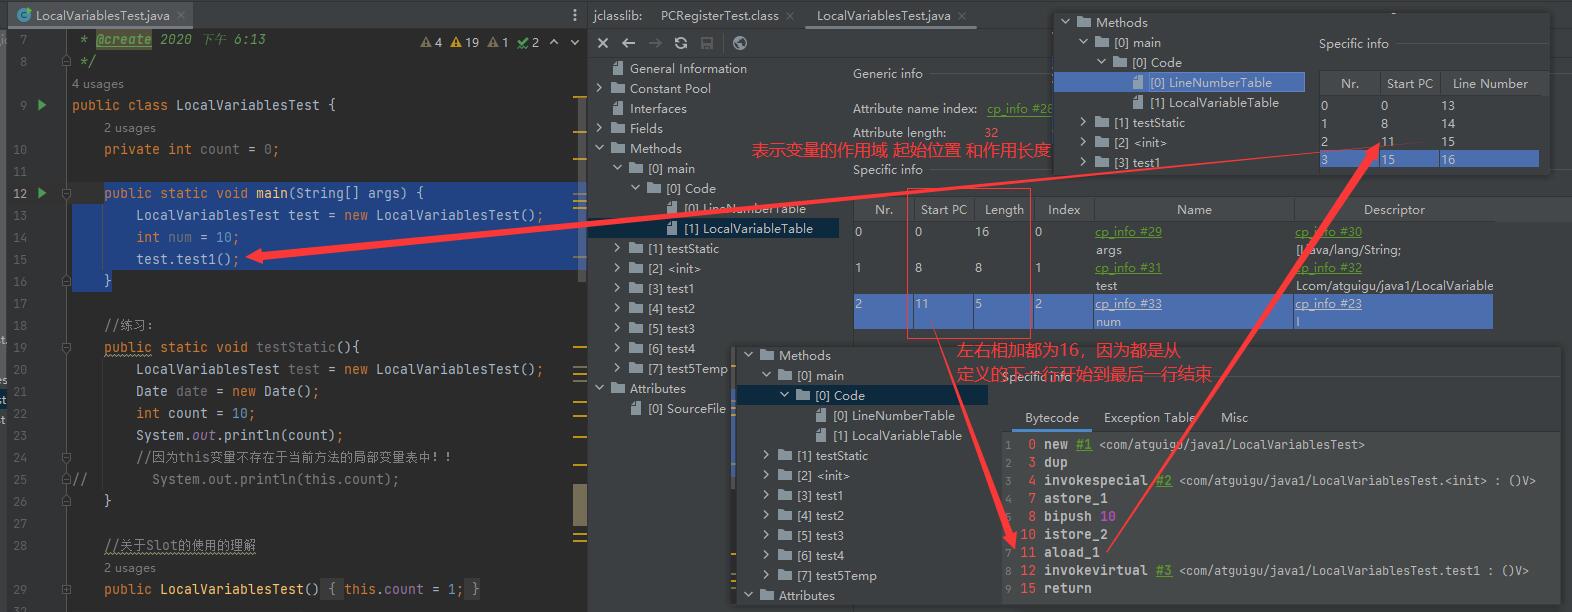 LocalVariablesTest.java
7 * @create 2020 下午 6:13
4 19 1 2
8 */
4 usages
9 public class LocalVariablesTest {
2 usages
10 private int count = 0;
11
12 public static void main(String[] args) {
13 LocalVariablesTest test = new LocalVariablesTest();
14 int num = 10;
15 test.test1();
16 }
17
18 //练习:
19 public static void testStatic(){
20 LocalVariablesTest test = new LocalVariablesTest();
21 Date date = new Date();
22 int count = 10;
23 System.out.println(count);
24 //因为this变量不存在于当前方法的局部变量表中!!
25 // System.out.println(this.count);
26 }
27
28 //关于Slot的使用的理解
2 usages
29 public LocalVariablesTest() { this.count = 1; }
jclasslib: PCRegisterTest.class LocalVariablesTest.java
General Information
Constant Pool
Interfaces
Fields
Methods
[0] main
[0] Code
[0] LineNumberTable
[1] LocalVariableTable
[1] testStatic
[2] <init>
[3] test1
[4] test2
[5] test3
[6] test4
[7] test5Temp
Attributes
[0] SourceFile
Generic info
Attribute name index: cp_info #28
Attribute length: 32
表示变量的作用域 起始位置 和作用长度
Specific info
Nr. Start PC Length Index Name Descriptor
0 0 16 0 cp_info #29 cp_info #30
args [Ljava/lang/String;
1 8 8 1 cp_info #31 cp_info #32
test Lcom/atguigu/java1/LocalVariable
2 11 5 2 cp_info #33 cp_info #23
num I
Methods
[0] main
[0] Code
[0] LineNumberTable
[1] LocalVariableTable
[1] testStatic
[2] <init>
[3] test1
Specific info
Nr. Start PC Line Number
0 0 13
1 8 14
2 11 15
3 15 16
左右相加都为16，因为都是从
定义的下一行开始到最后一行结束
Methods
[0] main
[0] Code
[0] LineNumberTable
[1] LocalVariableTable
[1] testStatic
[2] <init>
[3] test1
[4] test2
[5] test3
[6] test4
[7] test5Temp
Attributes
Specific info
Bytecode Exception Table Misc
1 0 new #1 <com/atguigu/java1/LocalVariablesTest>
2 3 dup
3 4 invokespecial #2 <com/atguigu/java1/LocalVariablesTest.<init> : ()V>
4 7 astore_1
5 8 bipush 10
6 10 istore_2
7 11 aload_1
8 12 invokevirtual #3 <com/atguigu/java1/LocalVariablesTest.test1 : ()V>
9 15 return